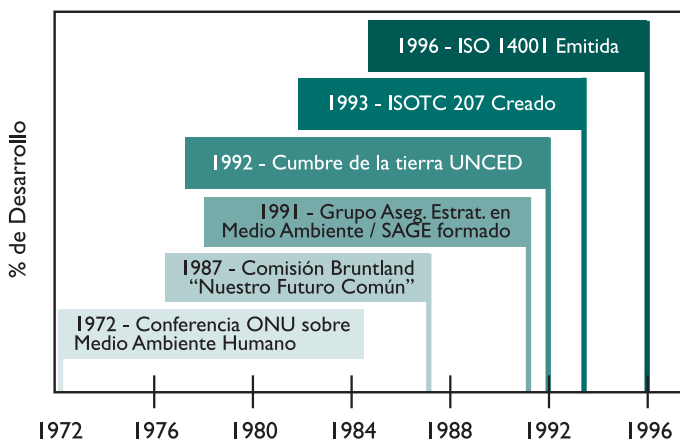 % de Desarrollo
1996 - ISO 14001 Emitida
1993 - ISOTC 207 Creado
1992 - Cumbre de la tierra UNCED
1991 - Grupo Aseg. Estrat. en
Medio Ambiente / SAGE formado
1987 - Comisión Bruntland
“Nuestro Futuro Común”
1972 - Conferencia ONU sobre
Medio Ambiente Humano
1972 1976 1980 1984 1988 1992 1996